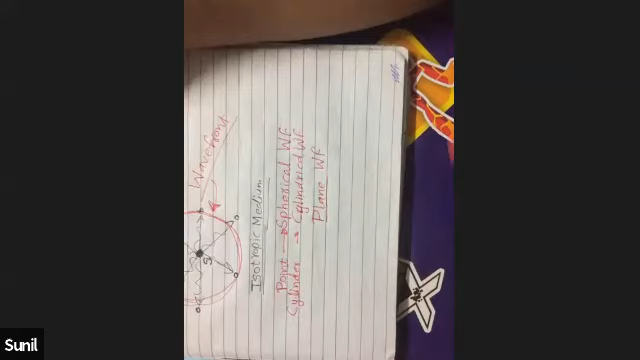 Wavefront
S
Isotropic Medium
Point → Spherical WF
Cylinder → Cylindrical WF
Plane WF
Sunil